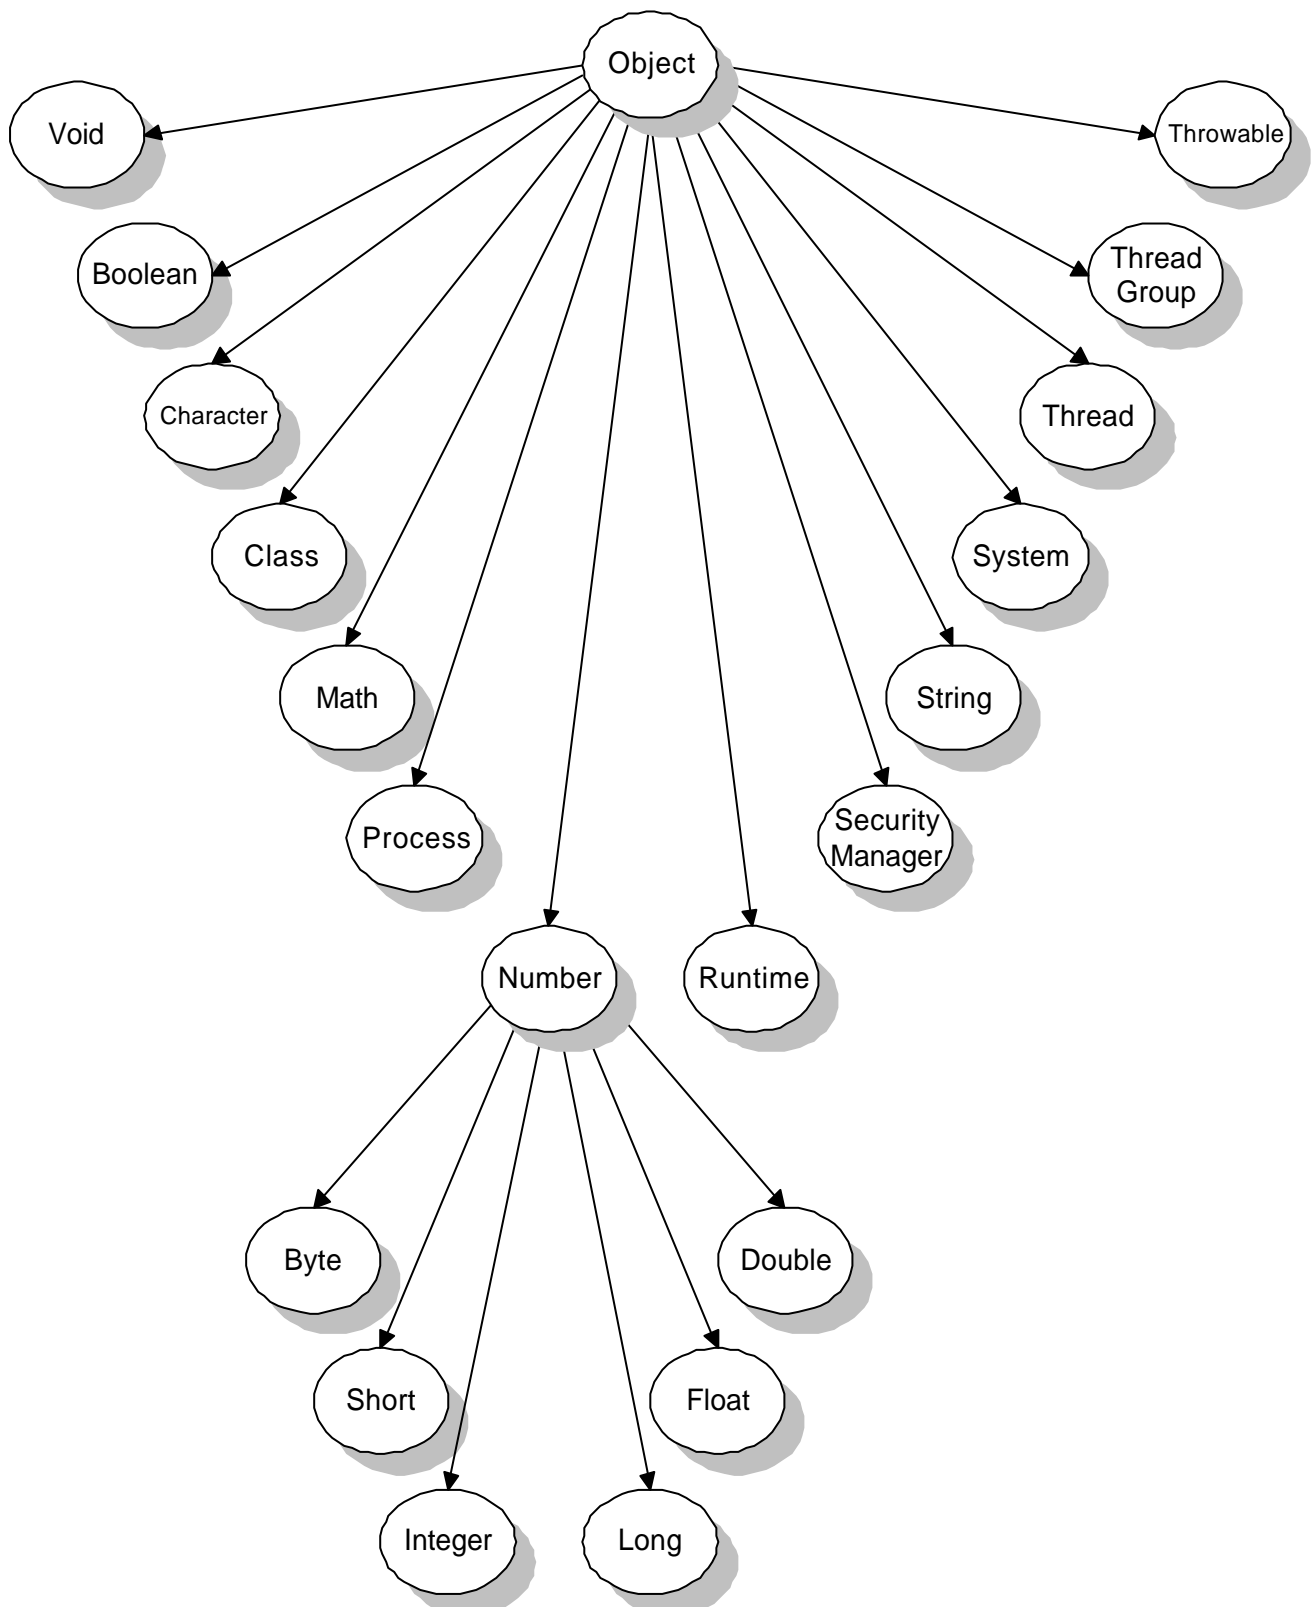 Object
Void
Throwable
Boolean
Thread
Group
Character
Thread
Class
System
Math
String
Process
Security
Manager
Number
Runtime
Byte
Double
Short
Float
Integer
Long